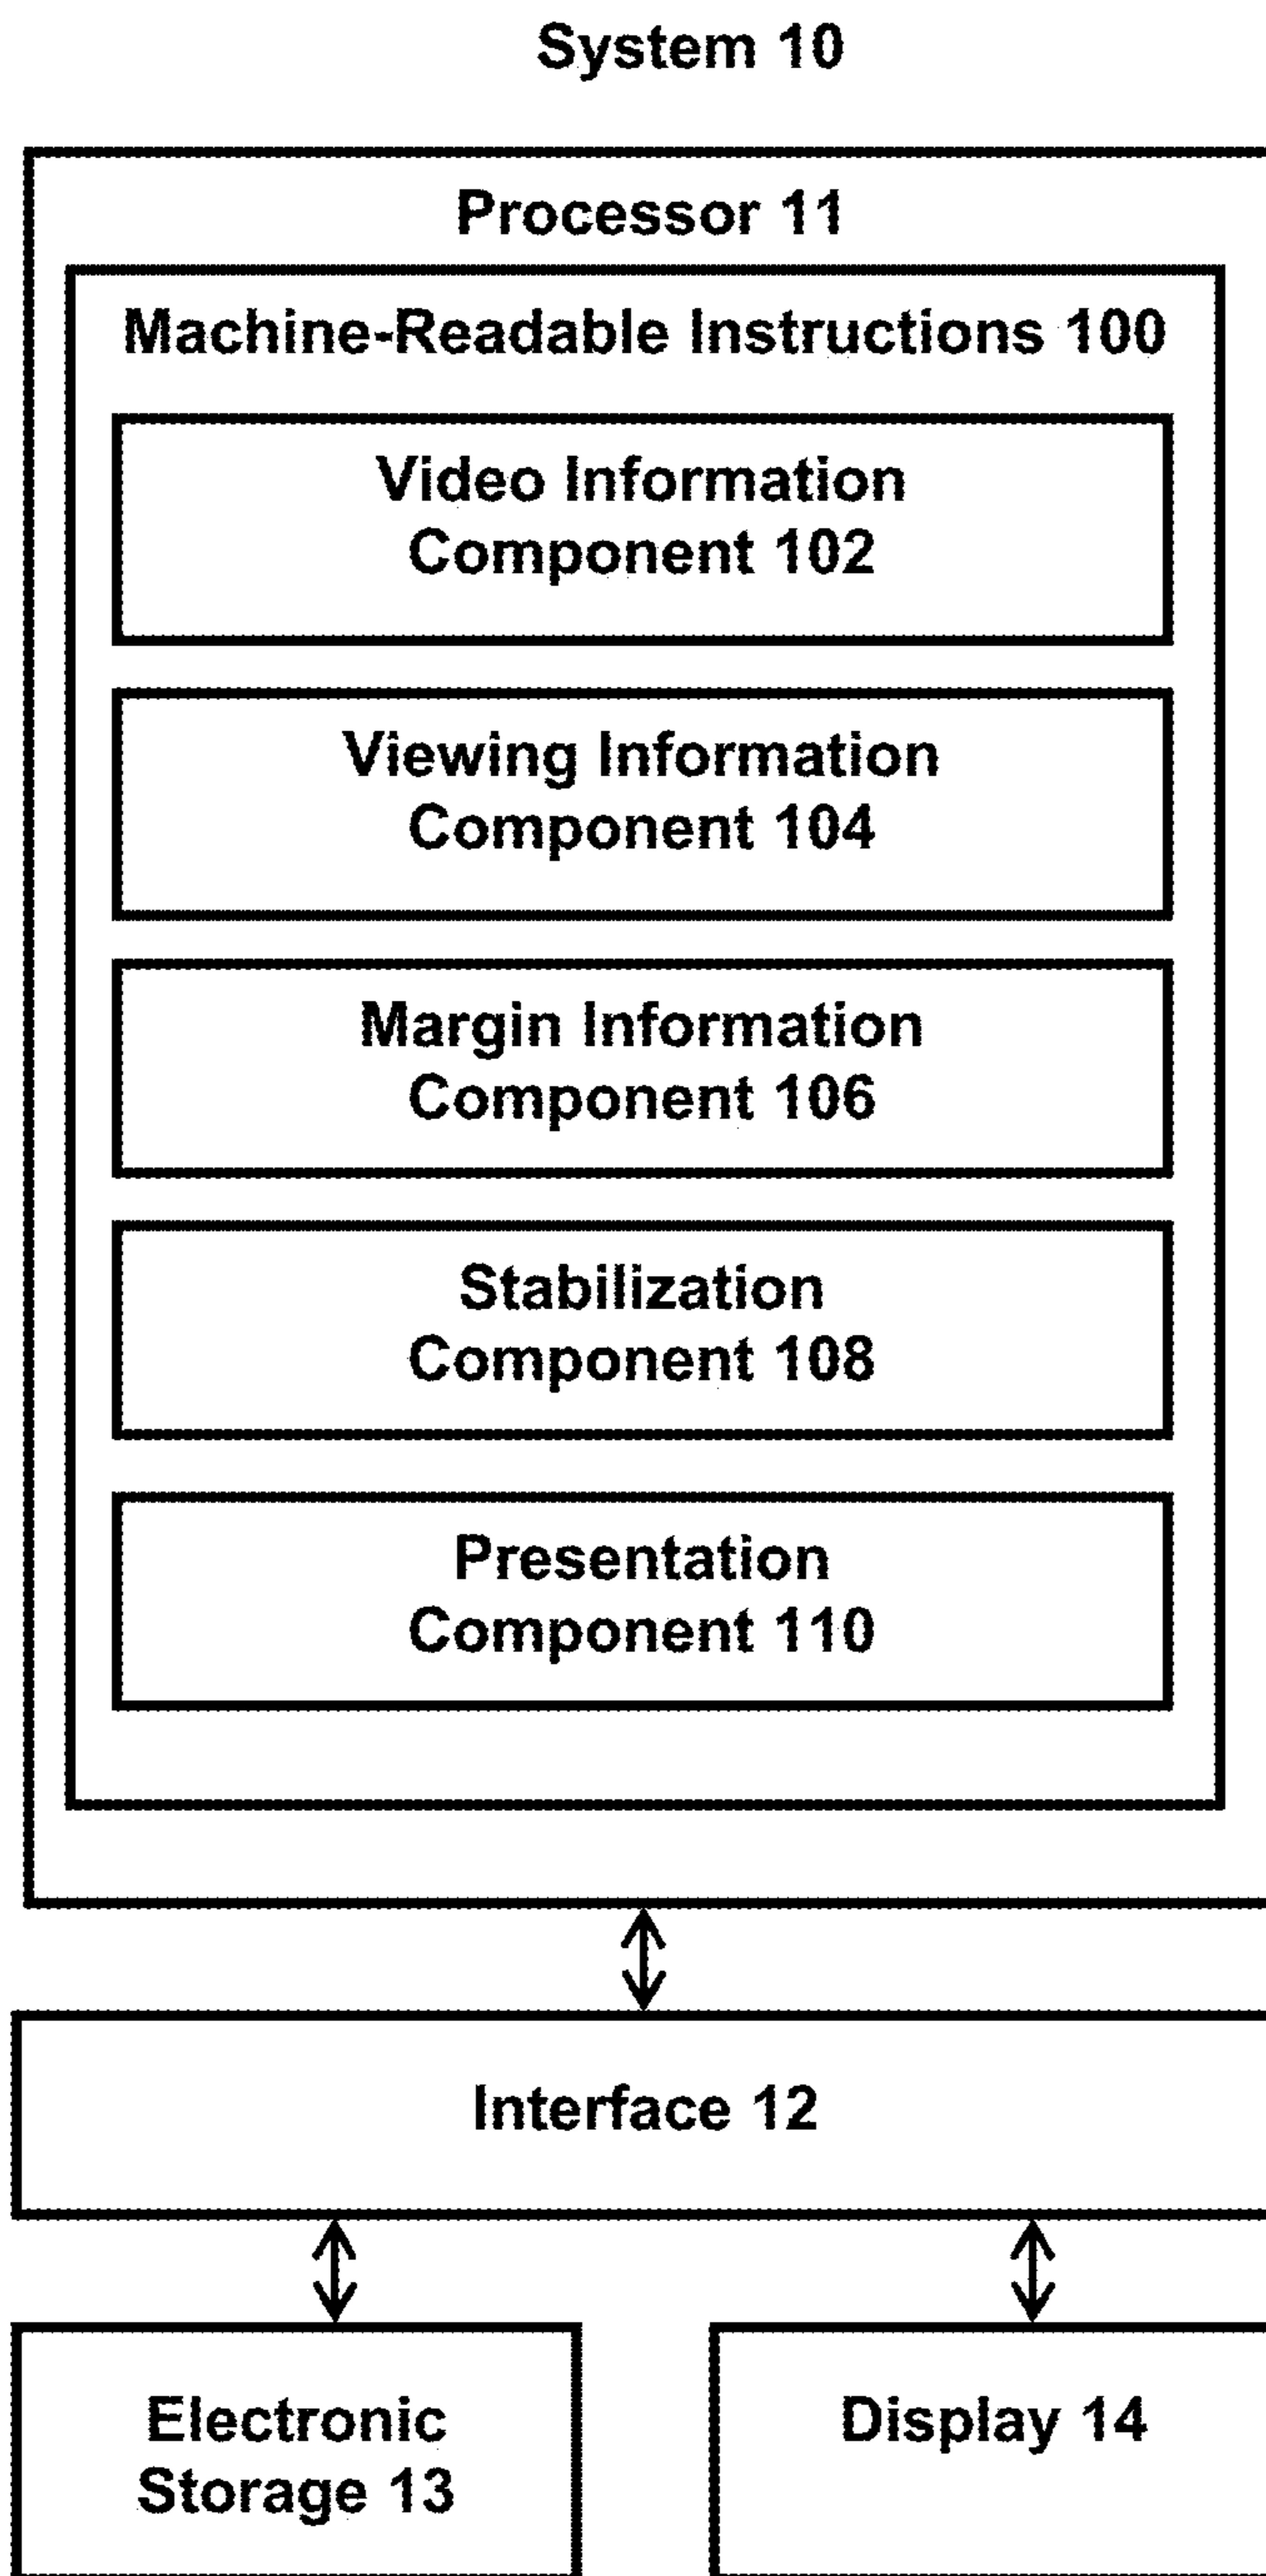 System 10
Processor 11
Machine-Readable Instructions 100
Video Information
Component 102
Viewing Information
Component 104
Margin Information
Component 106
Stabilization
Component 108
Presentation
Component 110
Interface 12
Electronic
Storage 13
Display 14